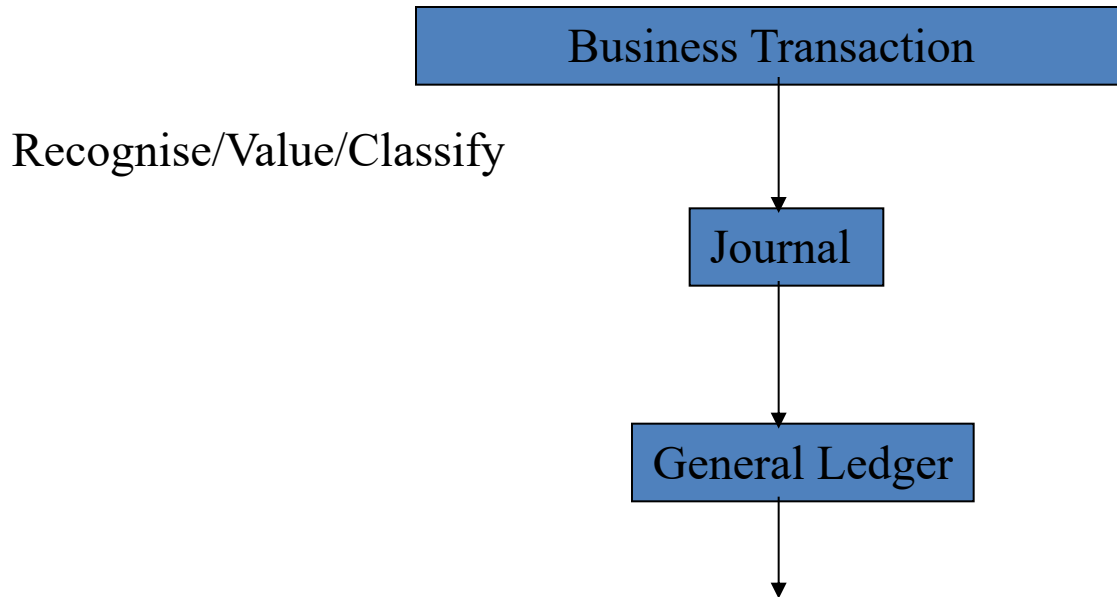 Business Transaction
Recognise/Value/Classify
Journal
General Ledger